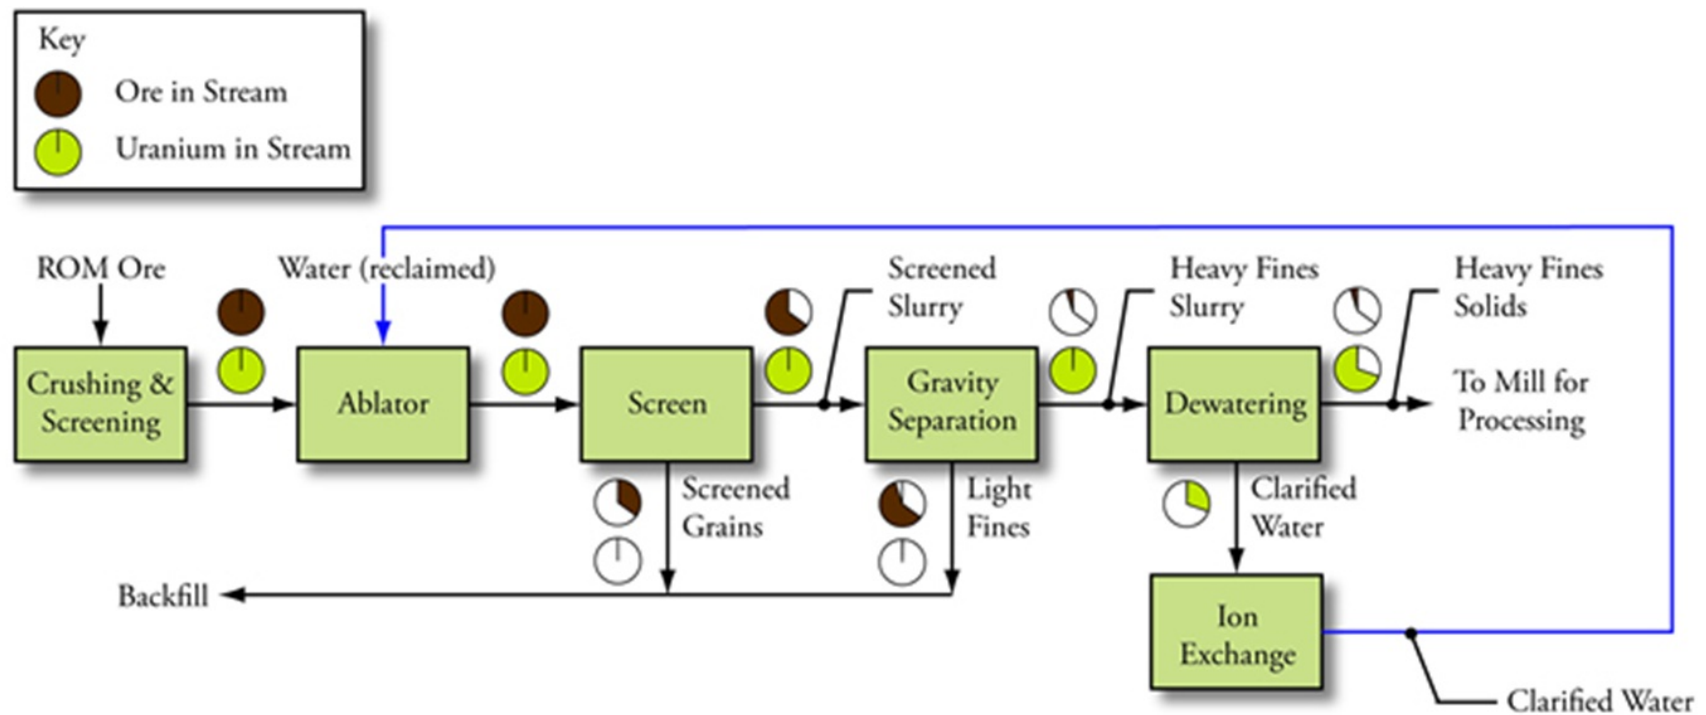 Key
Ore in Stream
Uranium in Stream
ROM Ore
Water (reclaimed)
Screened
Slurry
Heavy Fines
Slurry
Heavy Fines
Solids
Crushing &
Screening
Ablator
Screen
Gravity
Separation
Dewatering
To Mill for
Processing
Screened
Grains
Light
Fines
Clarified
Water
Backfill
Ion
Exchange
Clarified Water